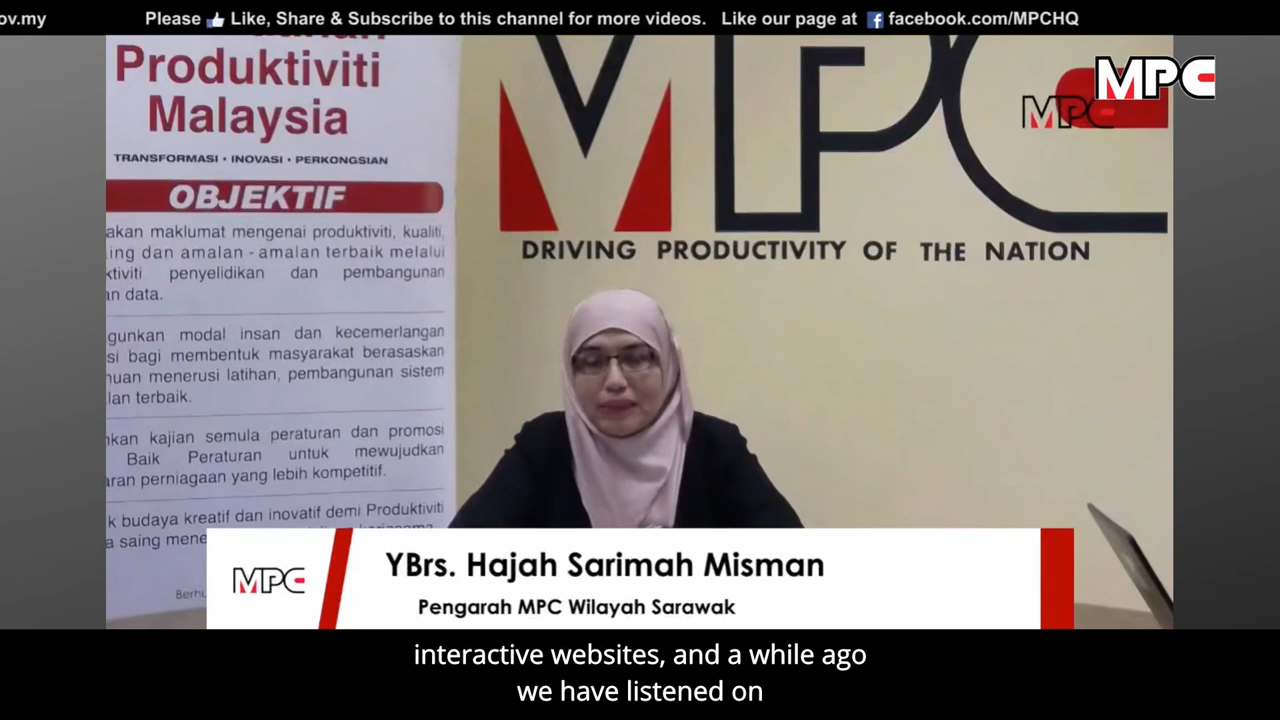 ov.my Please Like, Share & Subscribe to this channel for more videos. Like our page at facebook.com/MPCHQ
Produktiviti
Malaysia
TRANSFORMASI • INOVASI • PERKONGSIAN
OBJEKTIF
akan maklumat mengenai produktiviti, kualiti,
ing dan amalan - amalan terbaik melalui
ktiviti penyelidikan dan pembangunan
an data.
gunkan modal insan dan kecemerlangan
si bagi membentuk masyarakat berasaskan
huan menerusi latihan, pembangunan sistem
lan terbaik.
nkan kajian semula peraturan dan promosi
Baik Peraturan untuk mewujudkan
aran perniagaan yang lebih kompetitif.
k budaya kreatif dan inovatif demi Produktiviti
a saing mene
Berhu
MPC
DRIVING PRODUCTIVITY OF THE NATION
MPC
MPC
MPC
YBrs. Hajah Sarimah Misman
Pengarah MPC Wilayah Sarawak
interactive websites, and a while ago
we have listened on